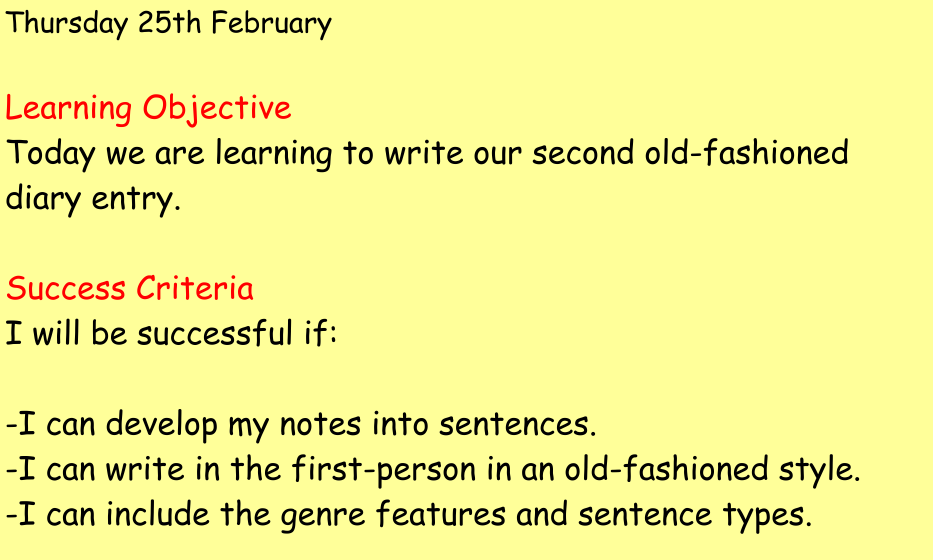 Thursday 25th February
Learning Objective
Today we are learning to write our second old-fashioned
diary entry.
Success Criteria
I will be successful if:
-I can develop my notes into sentences.
-I can write in the first-person in an old-fashioned style.
-I can include the genre features and sentence types.